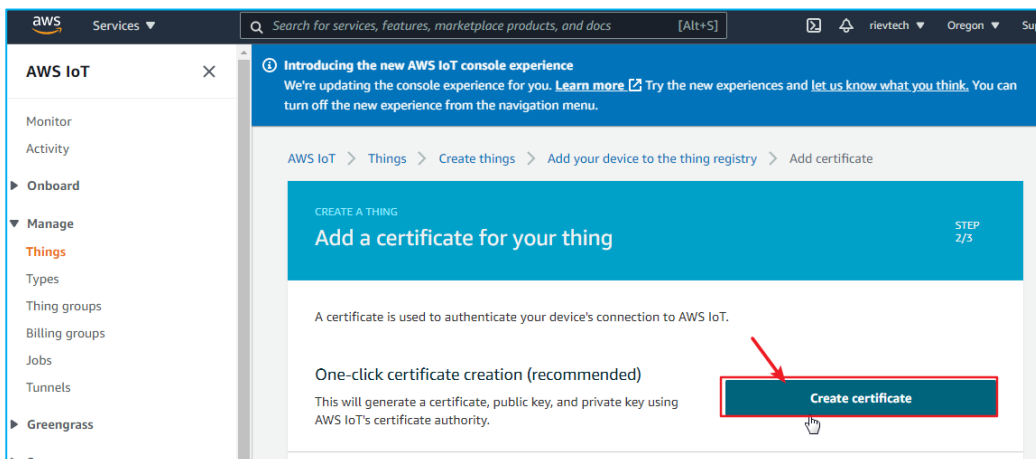 aws Services ▼ Search for services, features, marketplace products, and docs [Alt+S] rievtech ▼ Oregon ▼
AWS IoT
Monitor
Activity
Onboard
Manage
Things
Types
Thing groups
Billing groups
Jobs
Tunnels
Greengrass
Introducing the new AWS IoT console experience
We're updating the console experience for you. Learn more Try the new experiences and let us know what you think. You can
turn off the new experience from the navigation menu.
AWS IoT > Things > Create things > Add your device to the thing registry > Add certificate
CREATE A THING
Add a certificate for your thing
STEP
2/3
A certificate is used to authenticate your device's connection to AWS IoT.
One-click certificate creation (recommended)
This will generate a certificate, public key, and private key using
AWS IoT's certificate authority.
Create certificate